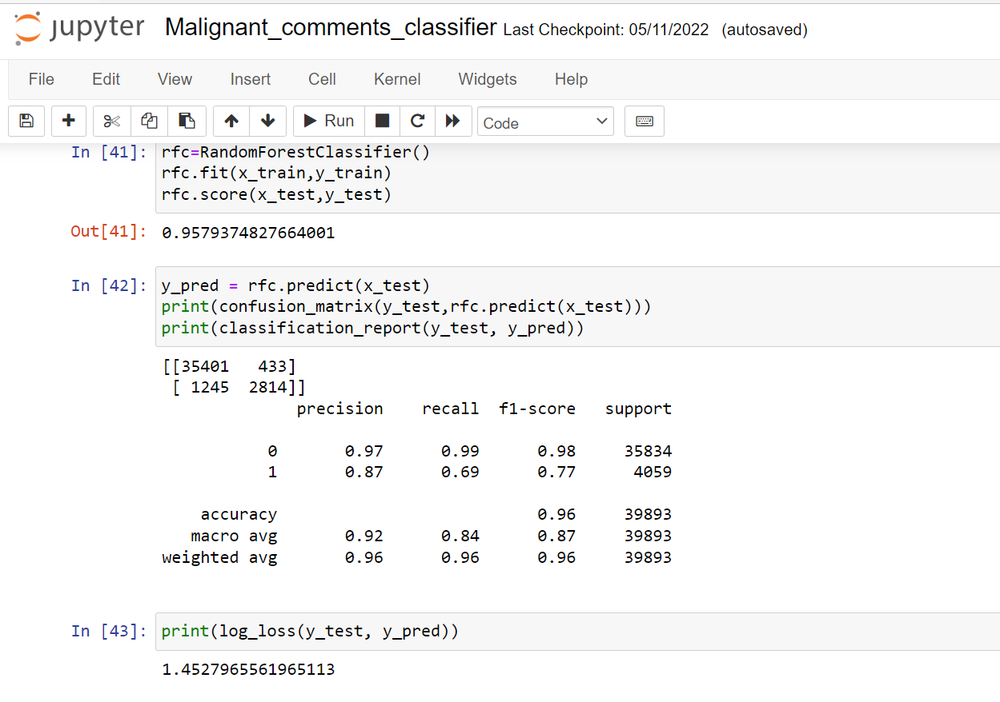 jupyter Malignant_comments_classifier Last Checkpoint: 05/11/2022 (autosaved)
File Edit View Insert Cell Kernel Widgets Help
Run Code
In [41]: rfc=RandomForestClassifier()
rfc.fit(x_train,y_train)
rfc.score(x_test,y_test)
Out[41]: 0.9579374827664001
In [42]: y_pred = rfc.predict(x_test)
print(confusion_matrix(y_test,rfc.predict(x_test)))
print(classification_report(y_test, y_pred))
[[35401   433]
 [ 1245  2814]]
              precision    recall  f1-score   support
           0       0.97      0.99      0.98     35834
           1       0.87      0.69      0.77      4059
    accuracy                           0.96     39893
   macro avg       0.92      0.84      0.87     39893
weighted avg       0.96      0.96      0.96     39893
In [43]: print(log_loss(y_test, y_pred))
1.4527965561965113